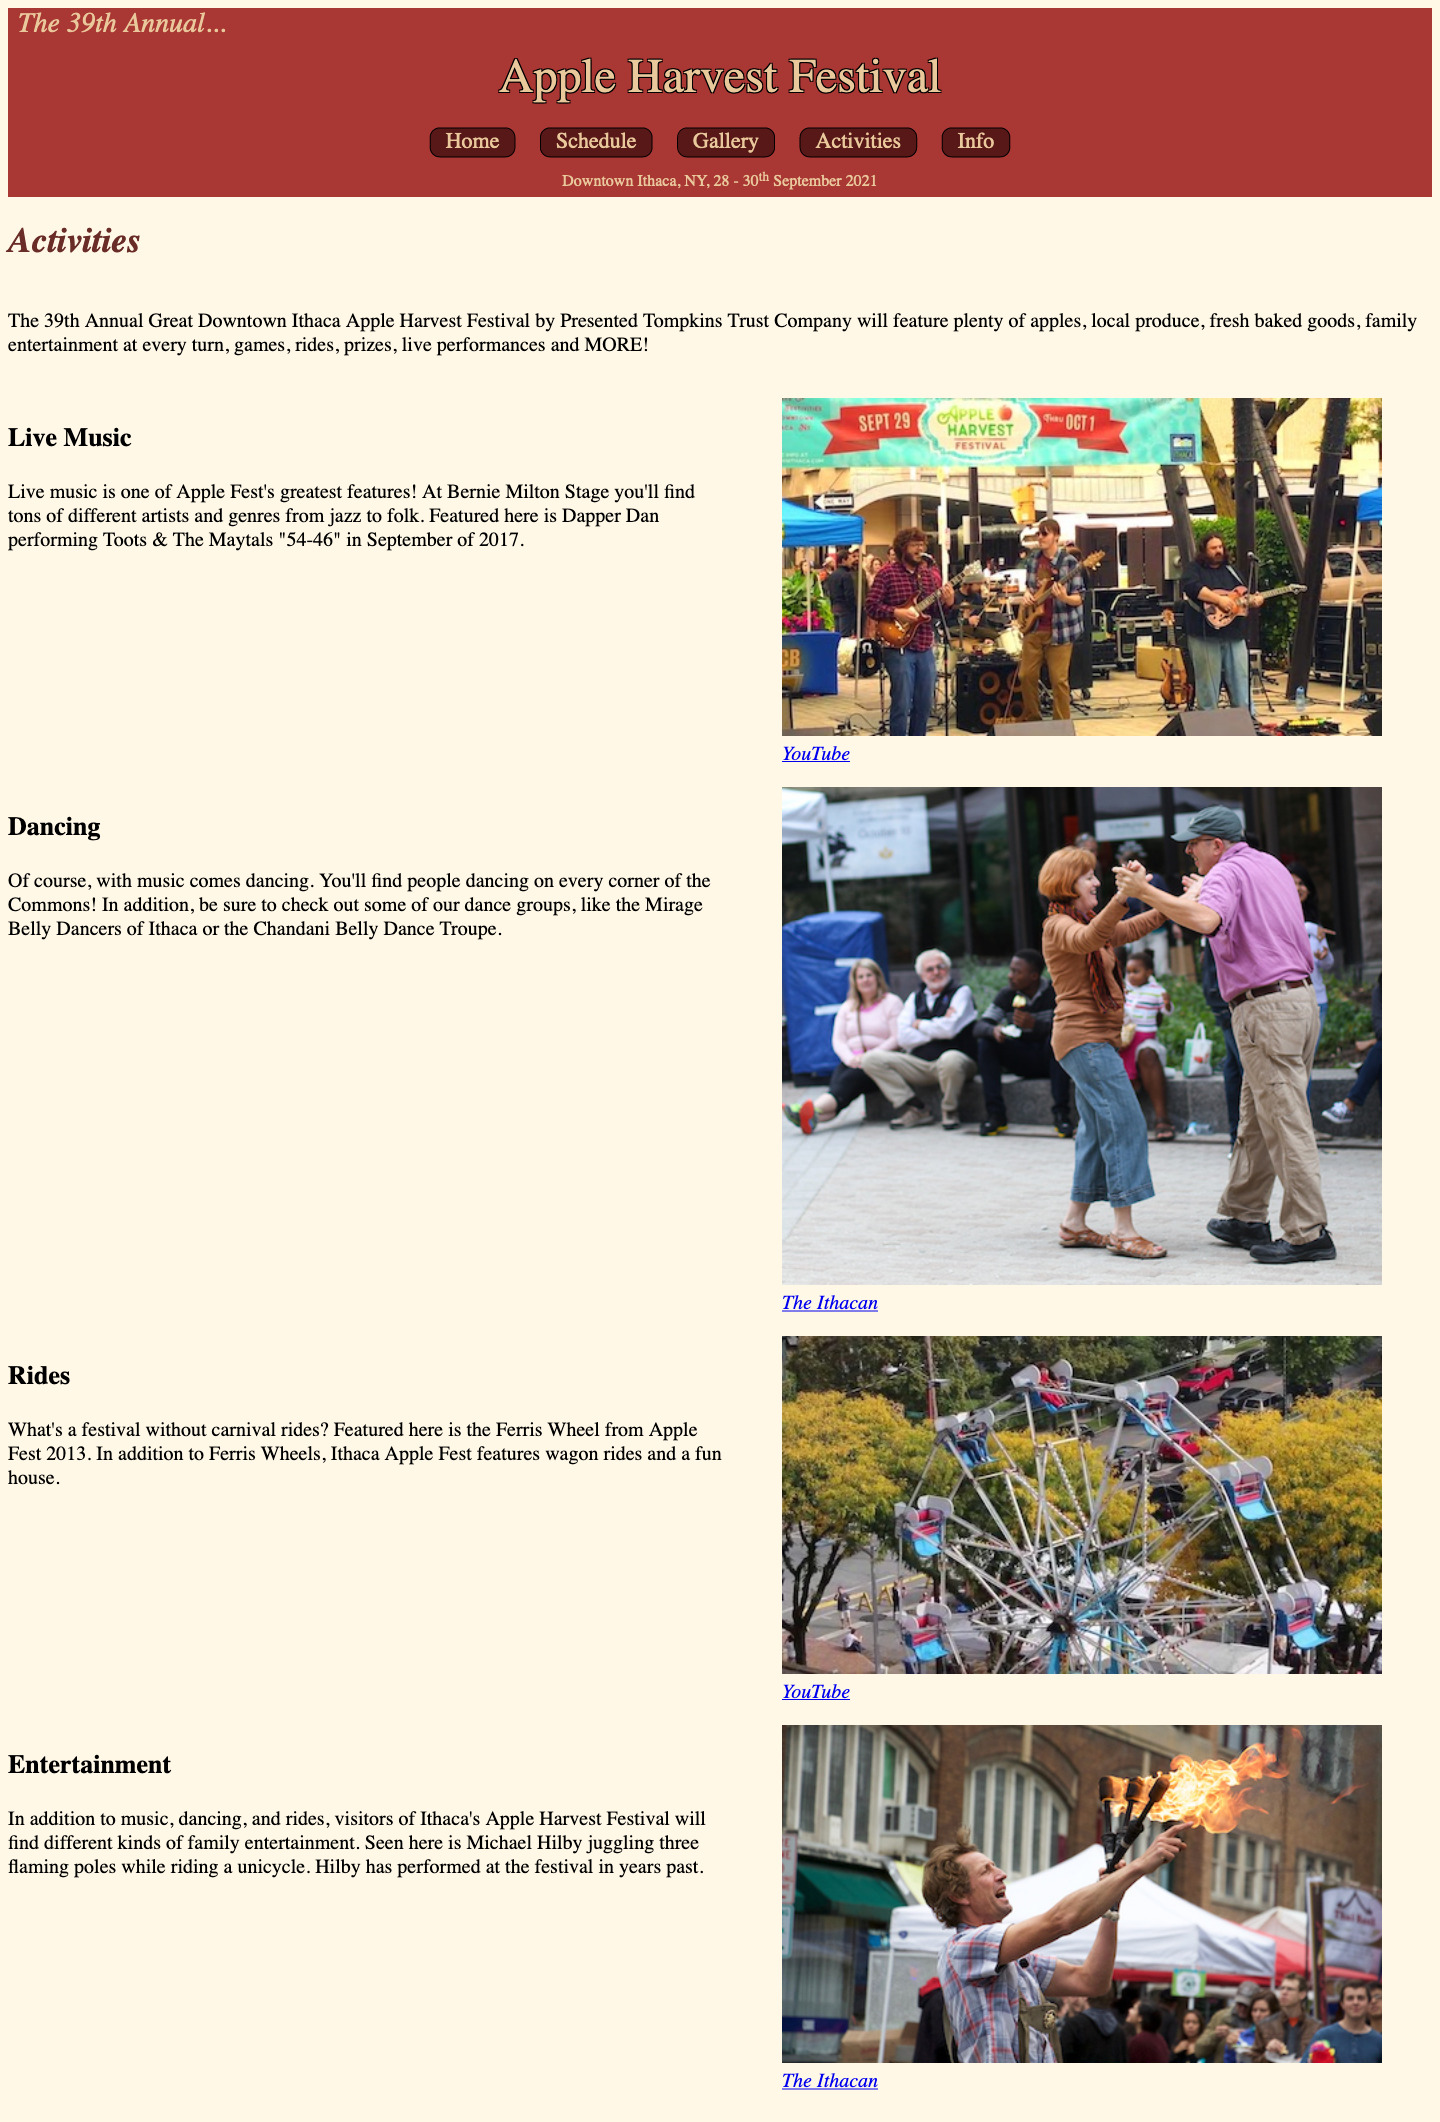 The 39th Annual...
Apple Harvest Festival
Home Schedule Gallery Activities Info
Downtown Ithaca, NY, 28 - 30th September 2021
Activities
The 39th Annual Great Downtown Ithaca Apple Harvest Festival by Presented Tompkins Trust Company will feature plenty of apples, local produce, fresh baked goods, family
entertainment at every turn, games, rides, prizes, live performances and MORE!
Live Music
Live music is one of Apple Fest's greatest features! At Bernie Milton Stage you'll find
tons of different artists and genres from jazz to folk. Featured here is Dapper Dan
performing Toots & The Maytals "54-46" in September of 2017.
SEPT 29
APPLE
HARVEST
FESTIVAL
THRU OCT 1
YouTube
Dancing
Of course, with music comes dancing. You'll find people dancing on every corner of the
Commons! In addition, be sure to check out some of our dance groups, like the Mirage
Belly Dancers of Ithaca or the Chandani Belly Dance Troupe.
The Ithacan
Rides
What's a festival without carnival rides? Featured here is the Ferris Wheel from Apple
Fest 2013. In addition to Ferris Wheels, Ithaca Apple Fest features wagon rides and a fun
house.
YouTube
Entertainment
In addition to music, dancing, and rides, visitors of Ithaca's Apple Harvest Festival will
find different kinds of family entertainment. Seen here is Michael Hilby juggling three
flaming poles while riding a unicycle. Hilby has performed at the festival in years past.
The Ithacan